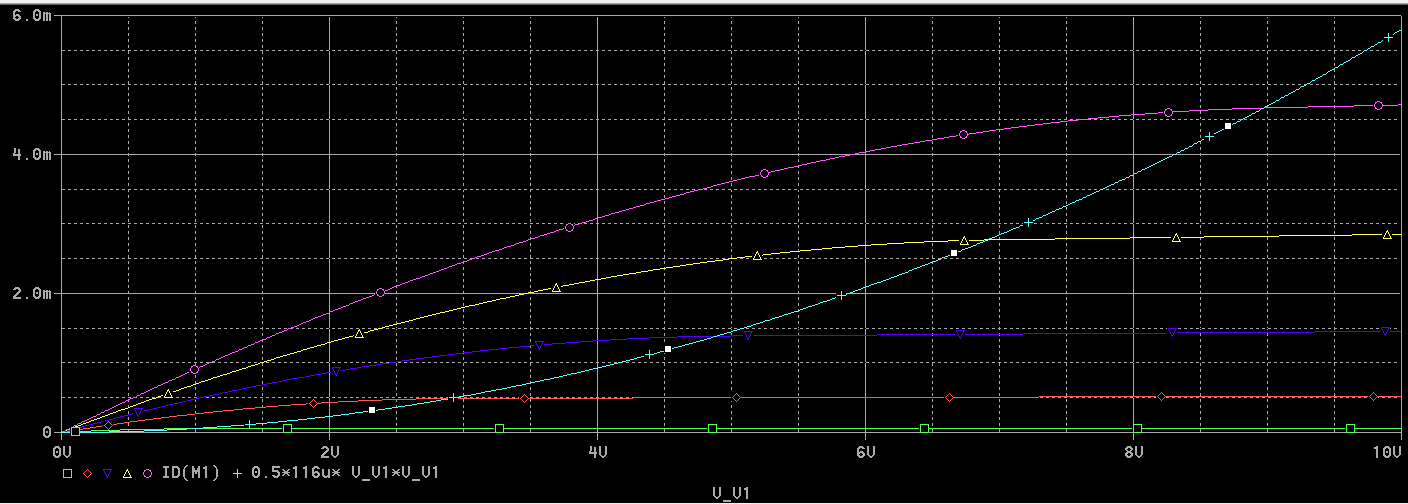 6.0m
4.0m
2.0m
0
0V 2V 4V 6V 8V 10V
ID(M1) + 0.5*116u* V_V1*V_V1
V_V1